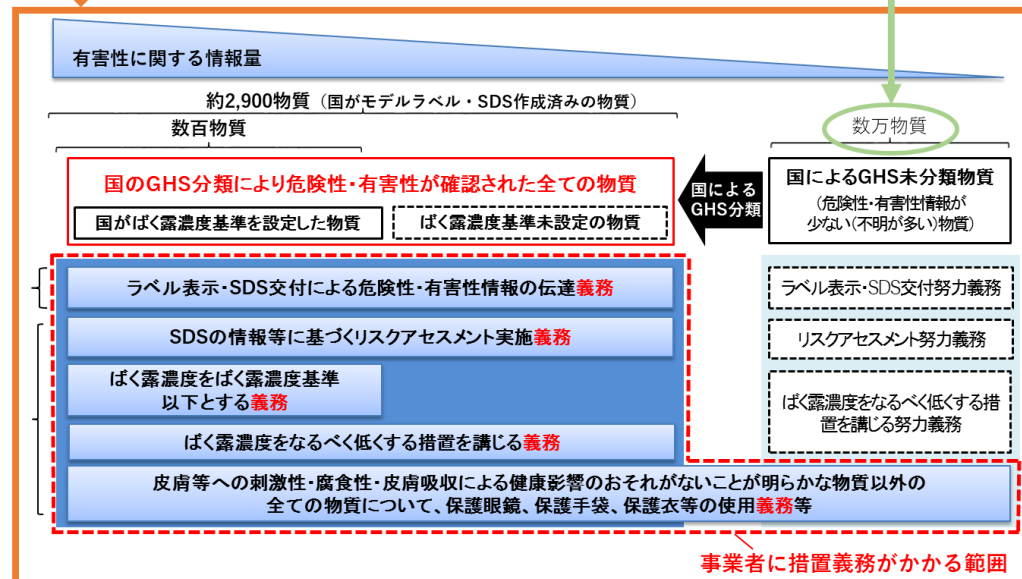 有害性に関する情報量
約2,900物質（国がモデルラベル・SDS作成済みの物質）
数百物質
数万物質
国のGHS分類により危険性・有害性が確認された全ての物質
国がばく露濃度基準を設定した物質
ばく露濃度基準未設定の物質
国による
GHS分類
国によるGHS未分類物質
（危険性・有害性情報が
少ない(不明が多い)物質）
ラベル表示・SDS交付による危険性・有害性情報の伝達義務
ラベル表示・SDS交付努力義務
SDSの情報等に基づくリスクアセスメント実施義務
リスクアセスメント努力義務
ばく露濃度をばく露濃度基準
以下とする義務
ばく露濃度をなるべく低くする措置を講じる義務
ばく露濃度をなるべく低くする措
置を講じる努力義務
皮膚等への刺激性・腐食性・皮膚吸収による健康影響のおそれがないことが明らかな物質以外の
全ての物質について、保護眼鏡、保護手袋、保護衣等の使用義務等
事業者に措置義務がかかる範囲